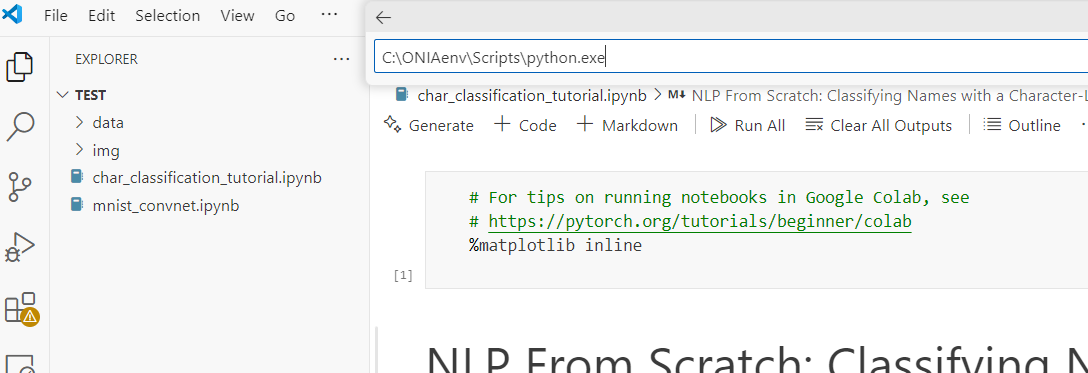 File Edit Selection View Go ...
C:\ONIAenv\Scripts\python.exe
EXPLORER ...
TEST
data
img
char_classification_tutorial.ipynb
mnist_convnet.ipynb
char_classification_tutorial.ipynb > M↓ NLP From Scratch: Classifying Names with a Character-L
Generate + Code + Markdown Run All Clear All Outputs Outline
# For tips on running notebooks in Google Colab, see
# https://pytorch.org/tutorials/beginner/colab
%matplotlib inline
[1]
NLP From Scratch: Classifying N